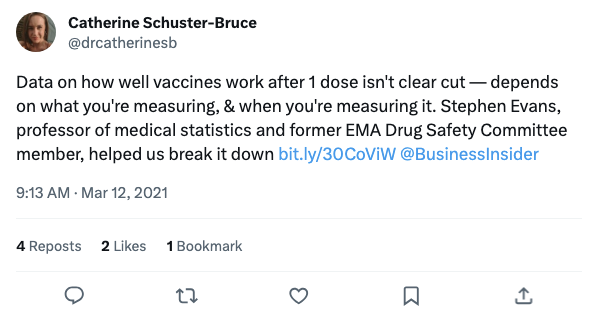 Catherine Schuster-Bruce
@drcatherinesb
Data on how well vaccines work after 1 dose isn't clear cut — depends
on what you're measuring, & when you're measuring it. Stephen Evans,
professor of medical statistics and former EMA Drug Safety Committee
member, helped us break it down bit.ly/30CoViW @BusinessInsider
9:13 AM · Mar 12, 2021
4 Reposts 2 Likes 1 Bookmark